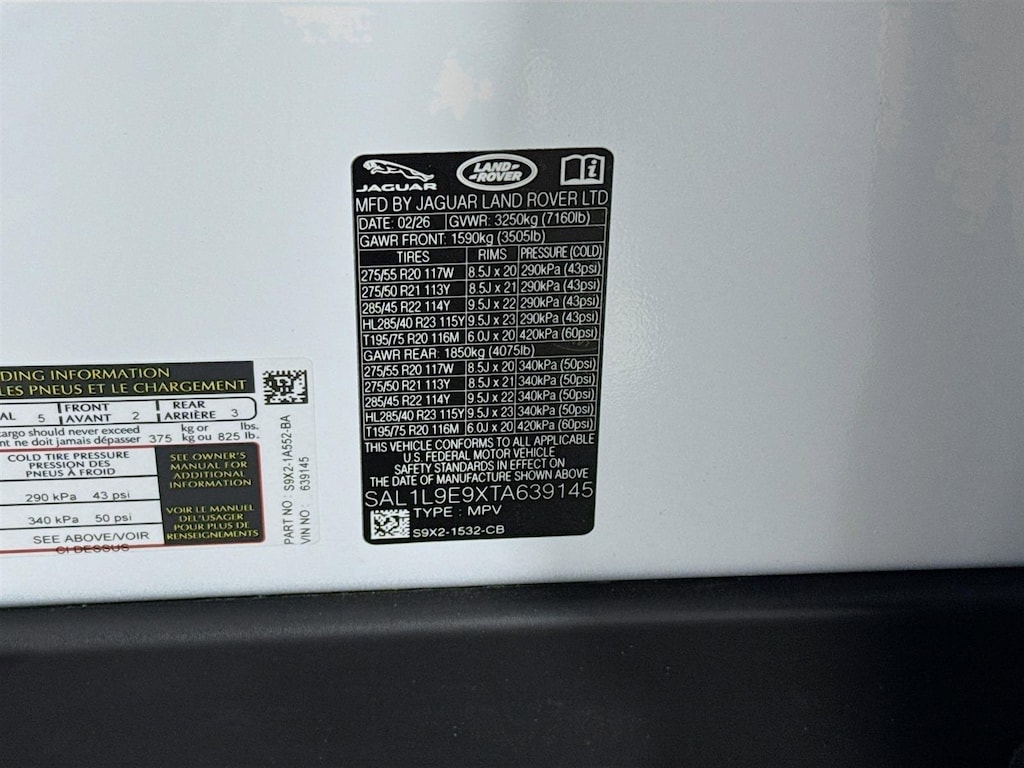 JAGUAR
LAND ROVER
MFD BY JAGUAR LAND ROVER LTD
DATE: 02/26 GVWR: 3250kg (7160lb)
GAWR FRONT: 1590kg (3505lb)
TIRES RIMS PRESSURE (COLD)
275/55 R20 117W 8.5J x 20 290kPa (43psi)
275/50 R21 113Y 8.5J x 21 290kPa (43psi)
285/45 R22 114Y 9.5J x 22 290kPa (43psi)
HL285/40 R23 115Y 9.5J x 23 290kPa (43psi)
T195/75 R20 116M 6.0J x 20 420kPa (60psi)
GAWR REAR: 1850kg (4075lb)
275/55 R20 117W 8.5J x 20 340kPa (50psi)
275/50 R21 113Y 8.5J x 21 340kPa (50psi)
285/45 R22 114Y 9.5J x 22 340kPa (50psi)
HL285/40 R23 115Y 9.5J x 23 340kPa (50psi)
T195/75 R20 116M 6.0J x 20 420kPa (60psi)
THIS VEHICLE CONFORMS TO ALL APPLICABLE
U.S. FEDERAL MOTOR VEHICLE
SAFETY STANDARDS IN EFFECT ON
THE DATE OF MANUFACTURE SHOWN ABOVE
SAL1L9E9XTA639145
TYPE: MPV
S9X2-1532-CB
DING INFORMATION
LES PNEUS ET LE CHARGEMENT
AL 5 FRONT AVANT 2 REAR ARRIÈRE 3
cargo should never exceed 375 kg or lbs.
nt ne doit jamais dépasser kg ou 825 lb.
COLD TIRE PRESSURE
PRESSION DES
PNEUS À FROID
290 kPa 43 psi
340 kPa 50 psi
SEE ABOVE/VOIR
CI DESSUS
SEE OWNER'S
MANUAL FOR
ADDITIONAL
INFORMATION
VOIR LE MANUEL
DE L'USAGER
POUR PLUS DE
RENSEIGNEMENTS
PART NO: S9X2-1A552-BA
VIN NO: 639145